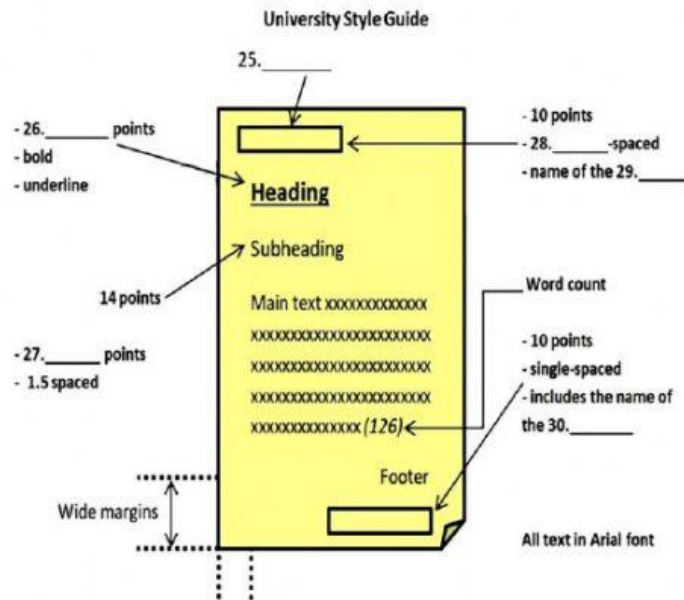 University Style Guide
25.________
- 26.________ points
- bold
- underline
- 10 points
- 28.________-spaced
- name of the 29.________
Heading
Subheading
14 points
Main text xxxxxxxxxxxxx
xxxxxxxxxxxxxxxxxxxxxxx
xxxxxxxxxxxxxxxxxxxxxxx
xxxxxxxxxxxxxxxxxxxxxxx
xxxxxxxxxxxxxx (126)
Word count
- 27.________ points
- 1.5 spaced
- 10 points
- single-spaced
- includes the name of
the 30.________
Footer
Wide margins
All text in Arial font